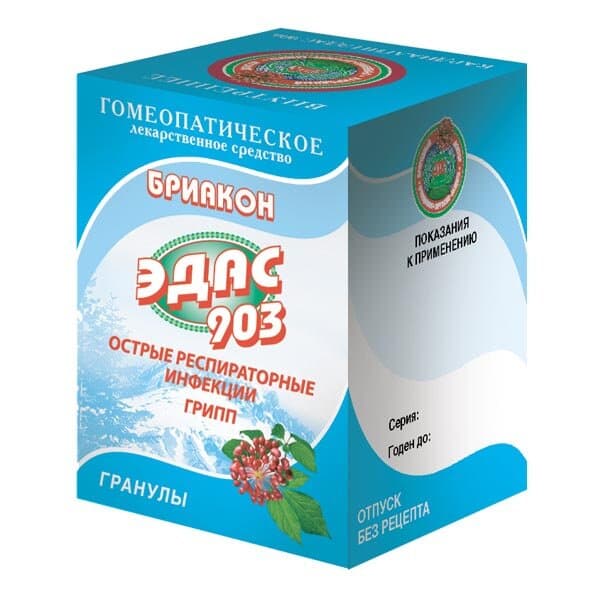 ВНУТРЕННЕЕ
ГОМЕОПАТИЧЕСКОЕ
лекарственное средство
БРИАКОН
ЭДАС
903
ОСТРЫЕ РЕСПИРАТОРНЫЕ
ИНФЕКЦИИ
ГРИПП
ГРАНУЛЫ
ПОКАЗАНИЯ
К ПРИМЕНЕНИЮ
Серия:
Годен до:
ОТПУСК
БЕЗ РЕЦЕПТА